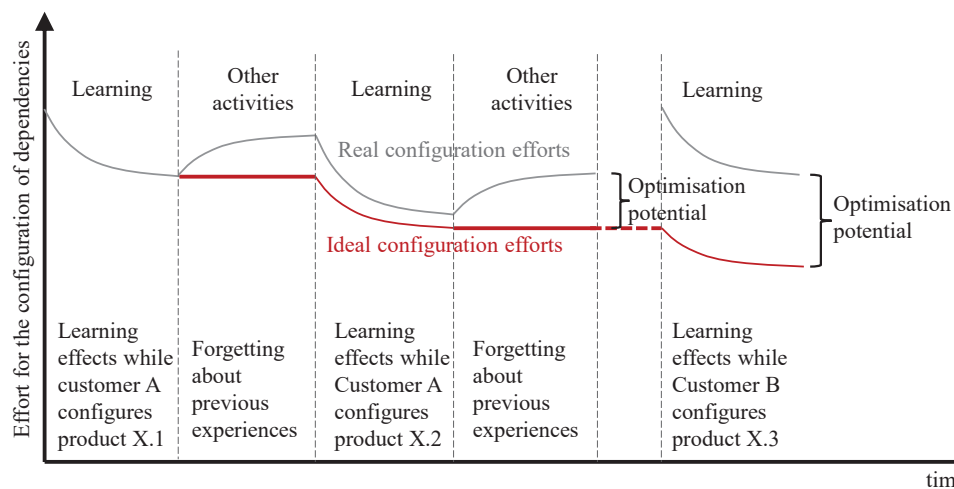 Effort for the configuration of dependencies
Learning
Other
activities
Learning
Other
activities
Learning
Real configuration efforts
Ideal configuration efforts
Optimisation
potential
Optimisation
potential
Learning
effects while
customer A
configures
product X.1
Forgetting
about
previous
experiences
Learning
effects while
Customer A
configures
product X.2
Forgetting
about
previous
experiences
Learning
effects while
Customer B
configures
product X.3
tim